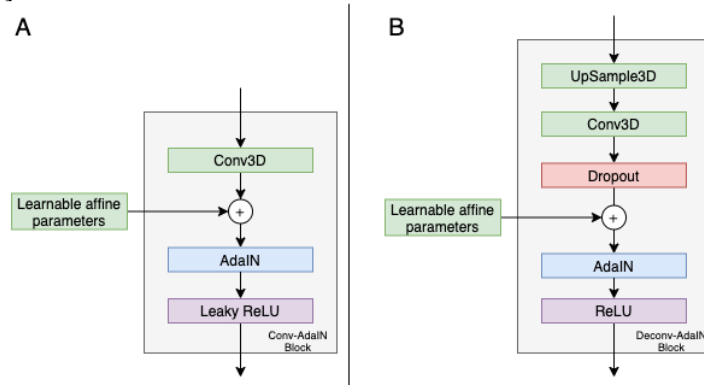 A
Conv3D
Learnable affine
parameters
+
AdaIN
Leaky ReLU
Conv-AdaIN
Block
B
UpSample3D
Conv3D
Dropout
Learnable affine
parameters
+
AdaIN
ReLU
Deconv-AdaIN
Block